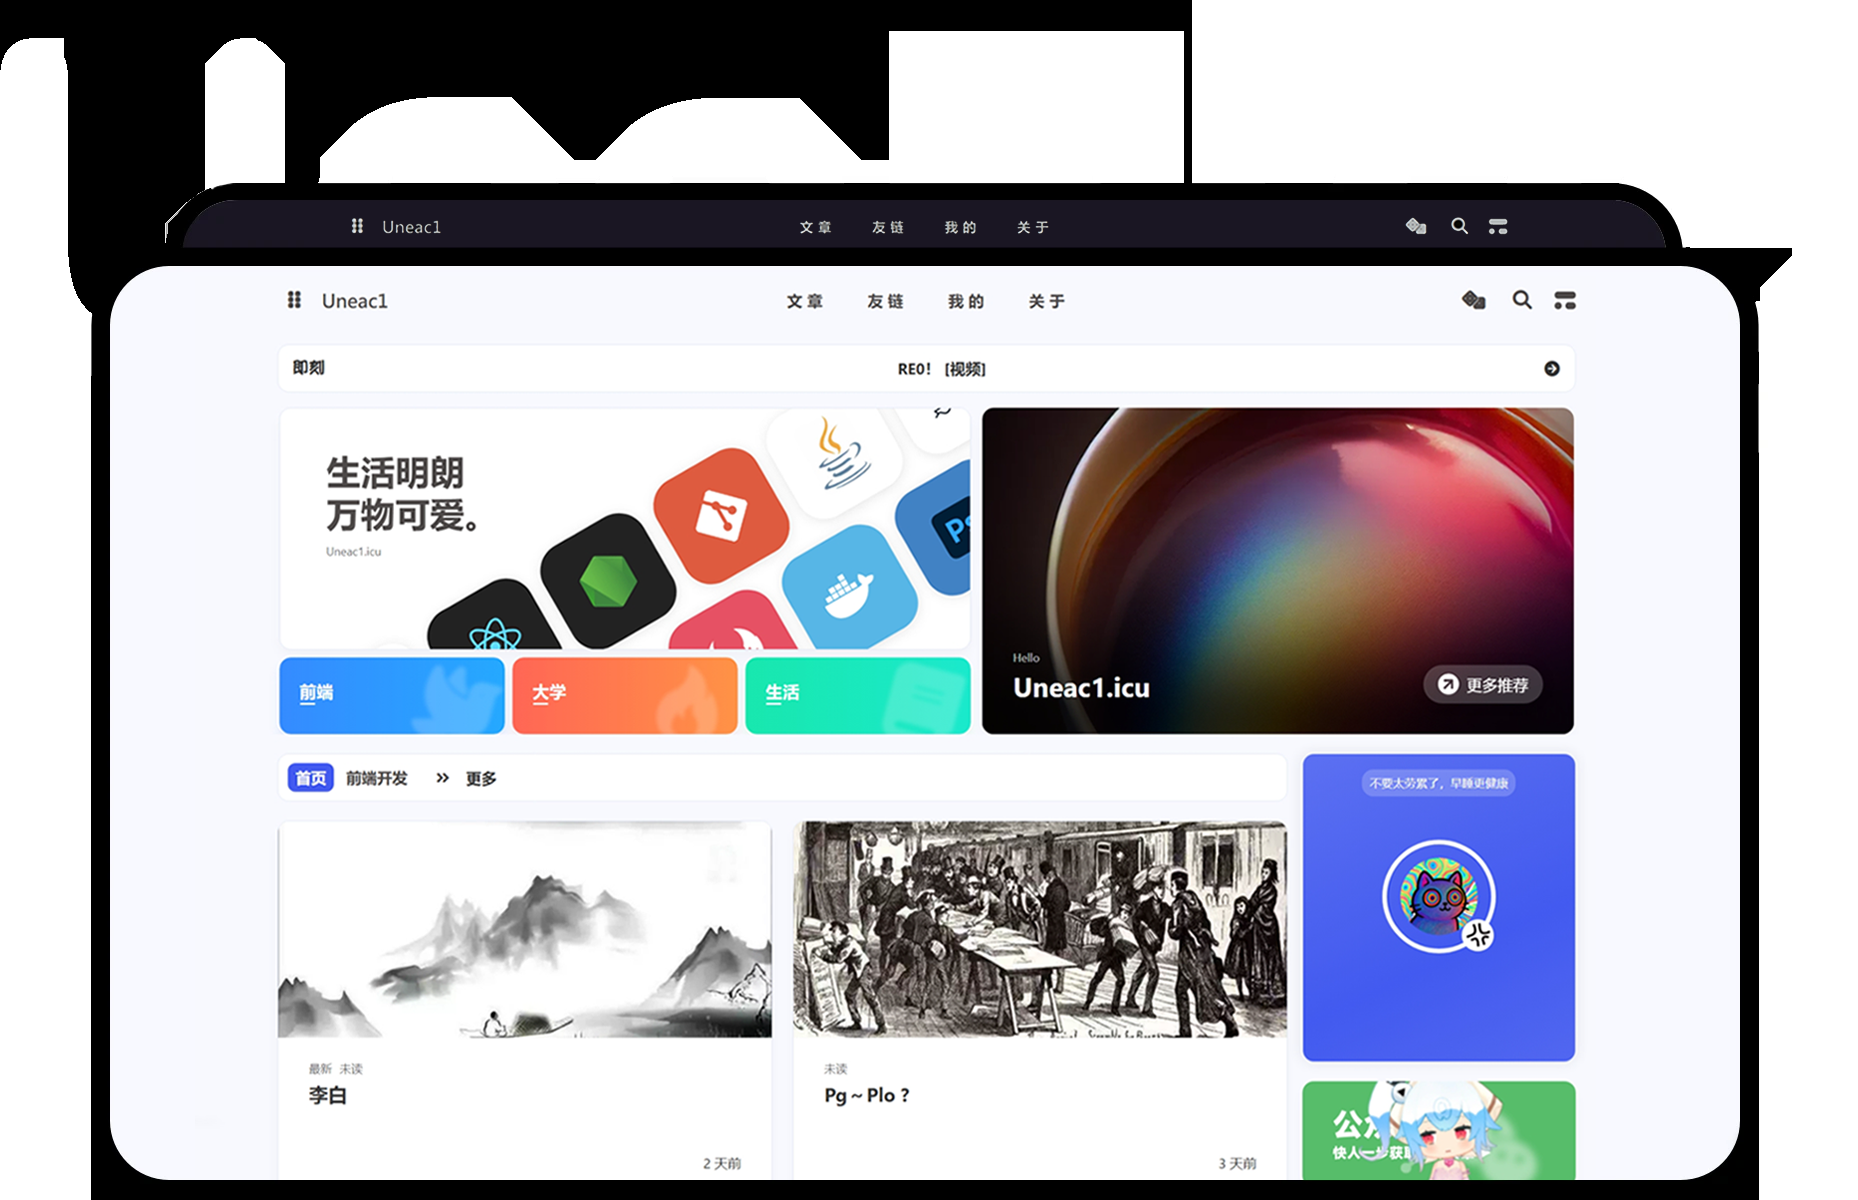 Uneac1
文章 友链 我的 关于
Uneac1
文章 友链 我的 关于
即刻
RE0! [视频]
生活明朗
万物可爱。
Uneac1.icu
Ps
Hello
Uneac1.icu
更多推荐
前端
大学
生活
首页 前端开发 更多
不要太劳累了，早睡更健康
最新 未读
李白
2 天前
未读
Pg ~ Plo ?
3 天前
公
快人一步获